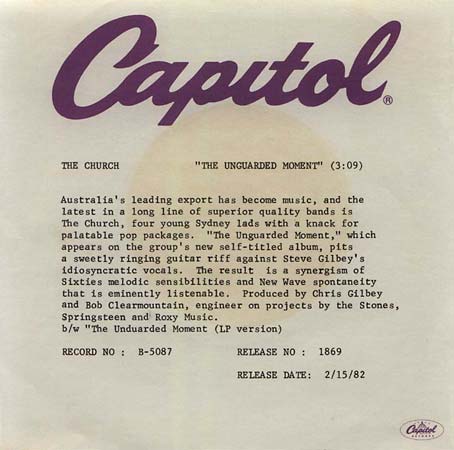 Capitol®
THE CHURCH "THE UNGUARDED MOMENT" (3:09)
Australia's leading export has become music, and the
latest in a long line of superior quality bands is
The Church, four young Sydney lads with a knack for
palatable pop packages. "The Unguarded Moment," which
appears on the group's new self-titled album, pits
a sweetly ringing guitar riff against Steve Gilbey's
idiosyncratic vocals. The result is a synergism of
Sixties melodic sensibilities and New Wave spontaneity
that is eminently listenable. Produced by Chris Gilbey
and Bob Clearmountain, engineer on projects by the Stones,
Springsteen and Roxy Music.
b/w "The Unduarded Moment (LP version)
RECORD NO : B-5087 RELEASE NO : 1869
RELEASE DATE: 2/15/82
Capitol